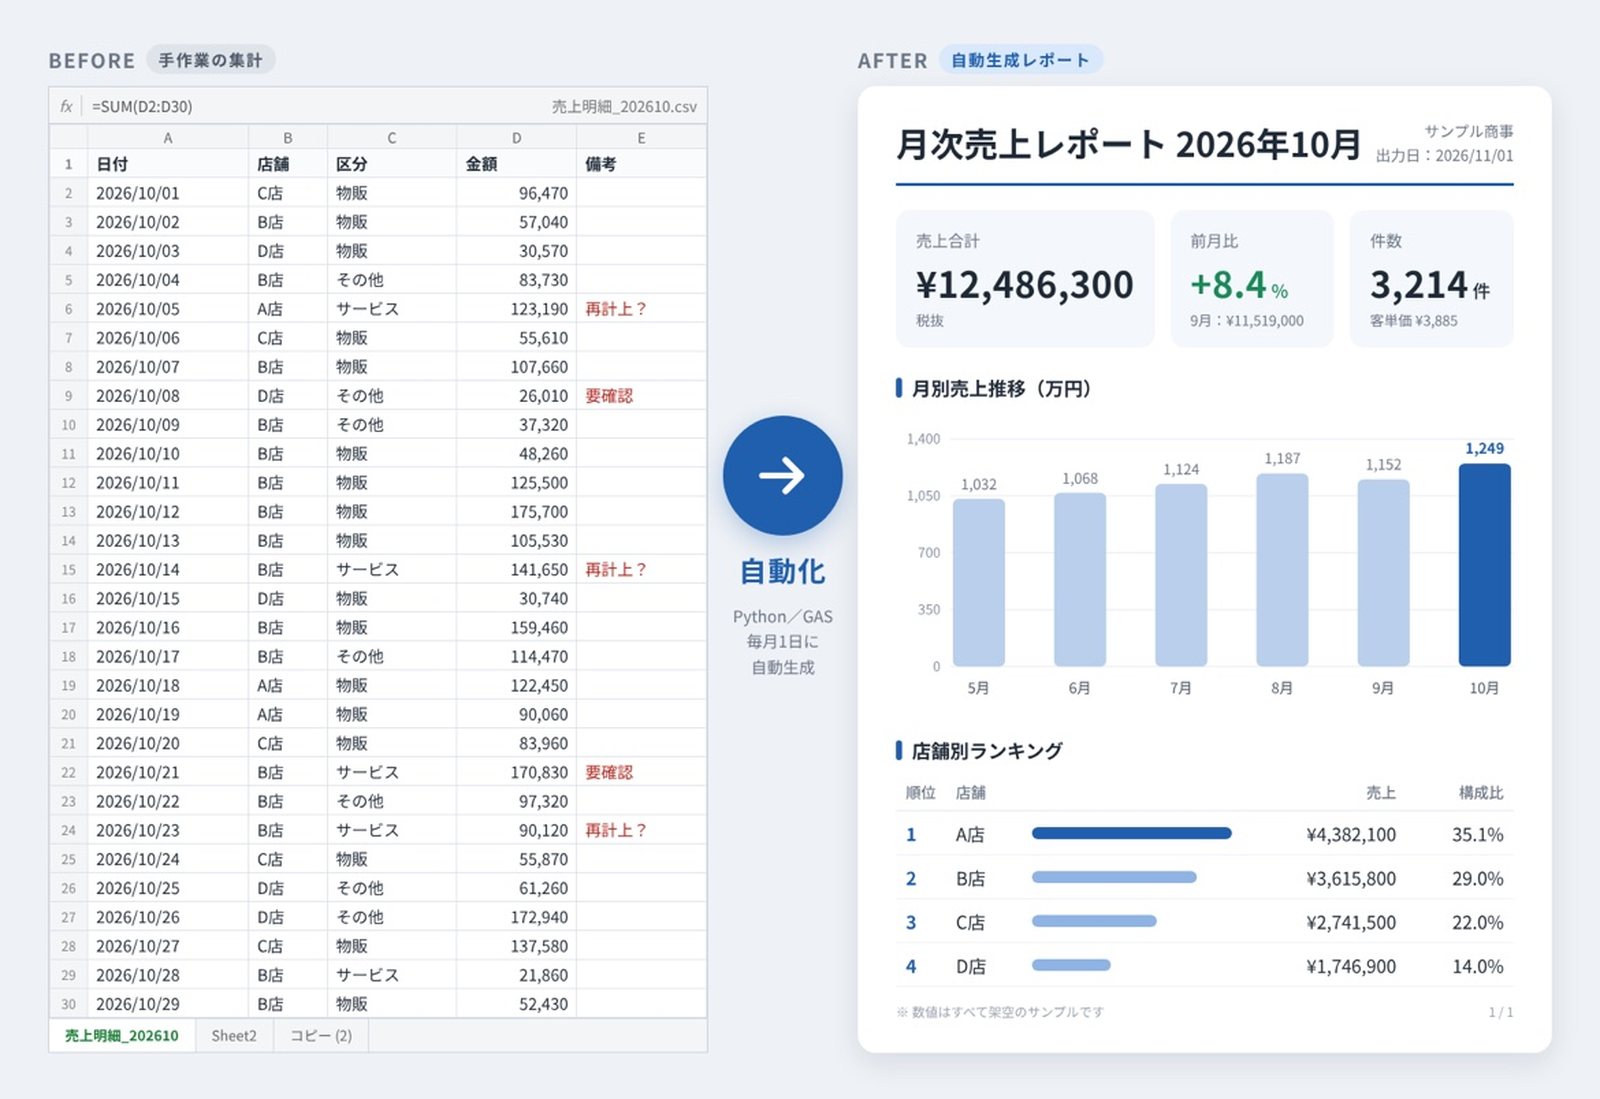 BEFORE 手作業の集計
fx =SUM(D2:D30) 売上明細_202610.csv
A B C D E
1 日付 店舗 区分 金額 備考
2 2026/10/01 C店 物販 96,470
3 2026/10/02 B店 物販 57,040
4 2026/10/03 D店 物販 30,570
5 2026/10/04 B店 その他 83,730
6 2026/10/05 A店 サービス 123,190 再計上？
7 2026/10/06 C店 物販 55,610
8 2026/10/07 B店 物販 107,660
9 2026/10/08 D店 その他 26,010 要確認
10 2026/10/09 B店 その他 37,320
11 2026/10/10 B店 物販 48,260
12 2026/10/11 B店 物販 125,500
13 2026/10/12 B店 物販 175,700
14 2026/10/13 B店 物販 105,530
15 2026/10/14 B店 サービス 141,650 再計上？
16 2026/10/15 D店 物販 30,740
17 2026/10/16 B店 物販 159,460
18 2026/10/17 B店 その他 114,470
19 2026/10/18 A店 物販 122,450
20 2026/10/19 A店 物販 90,060
21 2026/10/20 C店 物販 83,960
22 2026/10/21 B店 サービス 170,830 要確認
23 2026/10/22 B店 その他 97,320
24 2026/10/23 B店 サービス 90,120 再計上？
25 2026/10/24 C店 物販 55,870
26 2026/10/25 D店 その他 61,260
27 2026/10/26 D店 その他 172,940
28 2026/10/27 C店 物販 137,580
29 2026/10/28 B店 サービス 21,860
30 2026/10/29 B店 物販 52,430
売上明細_202610 Sheet2 コピー (2)
→
自動化
Python／GAS
毎月1日に
自動生成
AFTER 自動生成レポート
月次売上レポート 2026年10月
サンプル商事
出力日：2026/11/01
売上合計
¥12,486,300
税抜
前月比
+8.4 %
9月：¥11,519,000
件数
3,214 件
客単価 ¥3,885
月別売上推移（万円）
1,400
1,050
700
350
0
1,032 1,068 1,124 1,187 1,152 1,249
5月 6月 7月 8月 9月 10月
店舗別ランキング
順位 店舗 売上 構成比
1 A店 ¥4,382,100 35.1%
2 B店 ¥3,615,800 29.0%
3 C店 ¥2,741,500 22.0%
4 D店 ¥1,746,900 14.0%
※ 数値はすべて架空のサンプルです 1 / 1